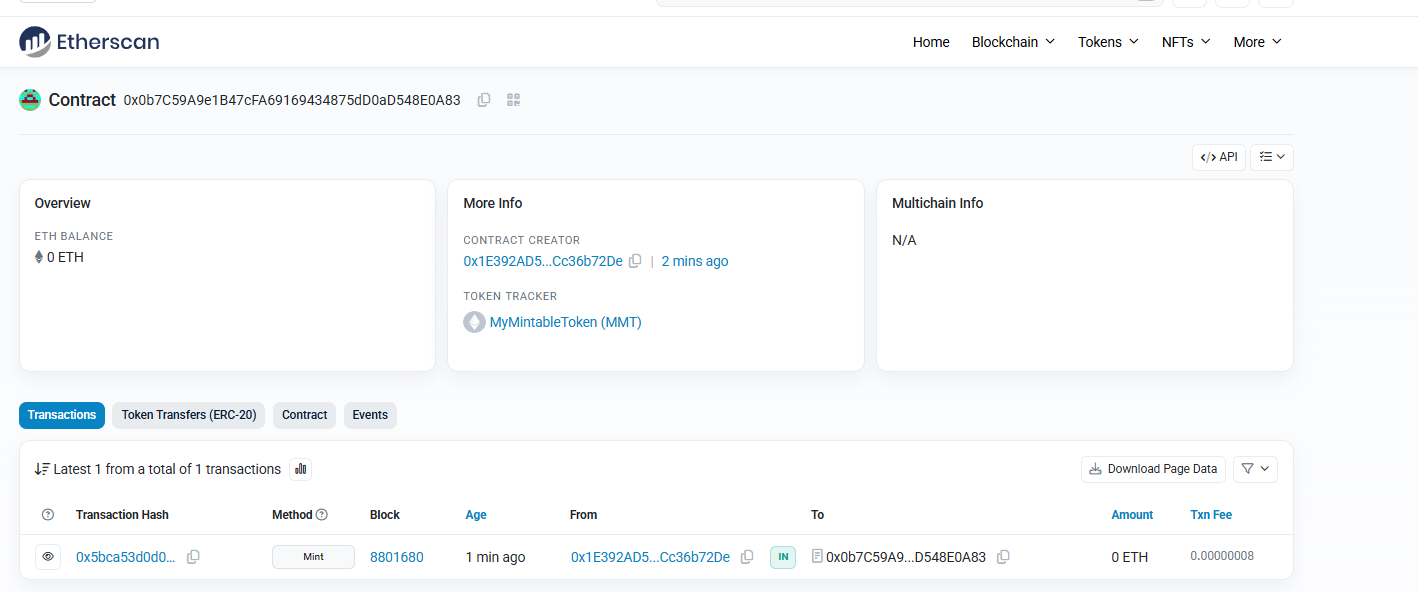 Etherscan
Home Blockchain Tokens NFTs More
Contract 0x0b7C59A9e1B47cFA69169434875dD0aD548E0A83
</> API
Overview
ETH BALANCE
0 ETH
More Info
CONTRACT CREATOR
0x1E392AD5...Cc36b72De | 2 mins ago
TOKEN TRACKER
MyMintableToken (MMT)
Multichain Info
N/A
Transactions Token Transfers (ERC-20) Contract Events
Latest 1 from a total of 1 transactions
Download Page Data
Transaction Hash Method Block Age From To Amount Txn Fee
0x5bca53d0d0... Mint 8801680 1 min ago 0x1E392AD5...Cc36b72De IN 0x0b7C59A9...D548E0A83 0 ETH 0.00000008